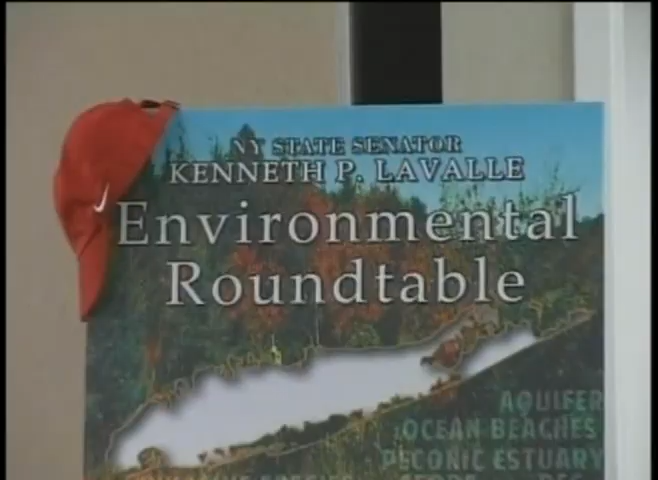 NY STATE SENATOR
KENNETH P. LAVALLE
Environmental
Roundtable
AQUIFER
OCEAN BEACHES
PECONIC ESTUARY